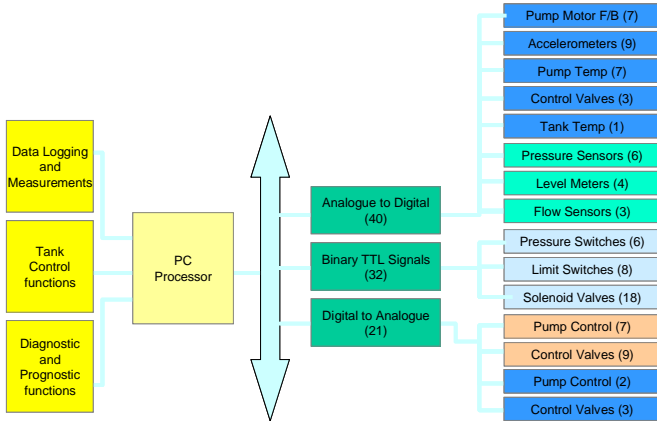 Data Logging
and
Measurements
Tank
Control
functions
Diagnostic
and
Prognostic
functions
PC
Processor
Analogue to Digital
(40)
Binary TTL Signals
(32)
Digital to Analogue
(21)
Pump Motor F/B (7)
Accelerometers (9)
Pump Temp (7)
Control Valves (3)
Tank Temp (1)
Pressure Sensors (6)
Level Meters (4)
Flow Sensors (3)
Pressure Switches (6)
Limit Switches (8)
Solenoid Valves (18)
Pump Control (7)
Control Valves (9)
Pump Control (2)
Control Valves (3)